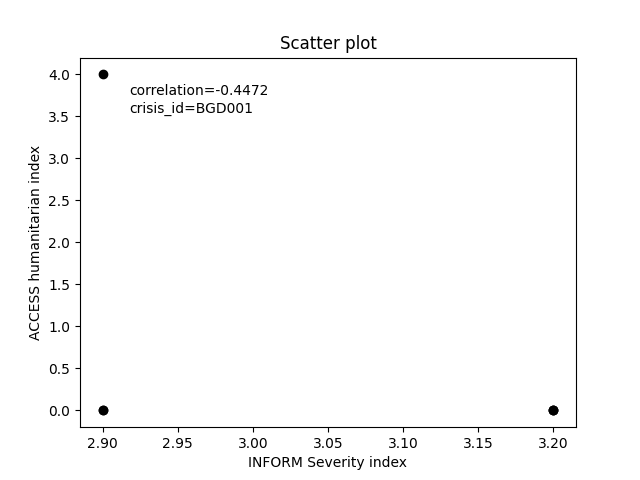 Scatter plot
4.0
correlation=-0.4472
crisis_id=BGD001
3.5
3.0
2.5
2.0
1.5
1.0
0.5
0.0
ACCESS humanitarian index
2.90 2.95 3.00 3.05 3.10 3.15 3.20
INFORM Severity index